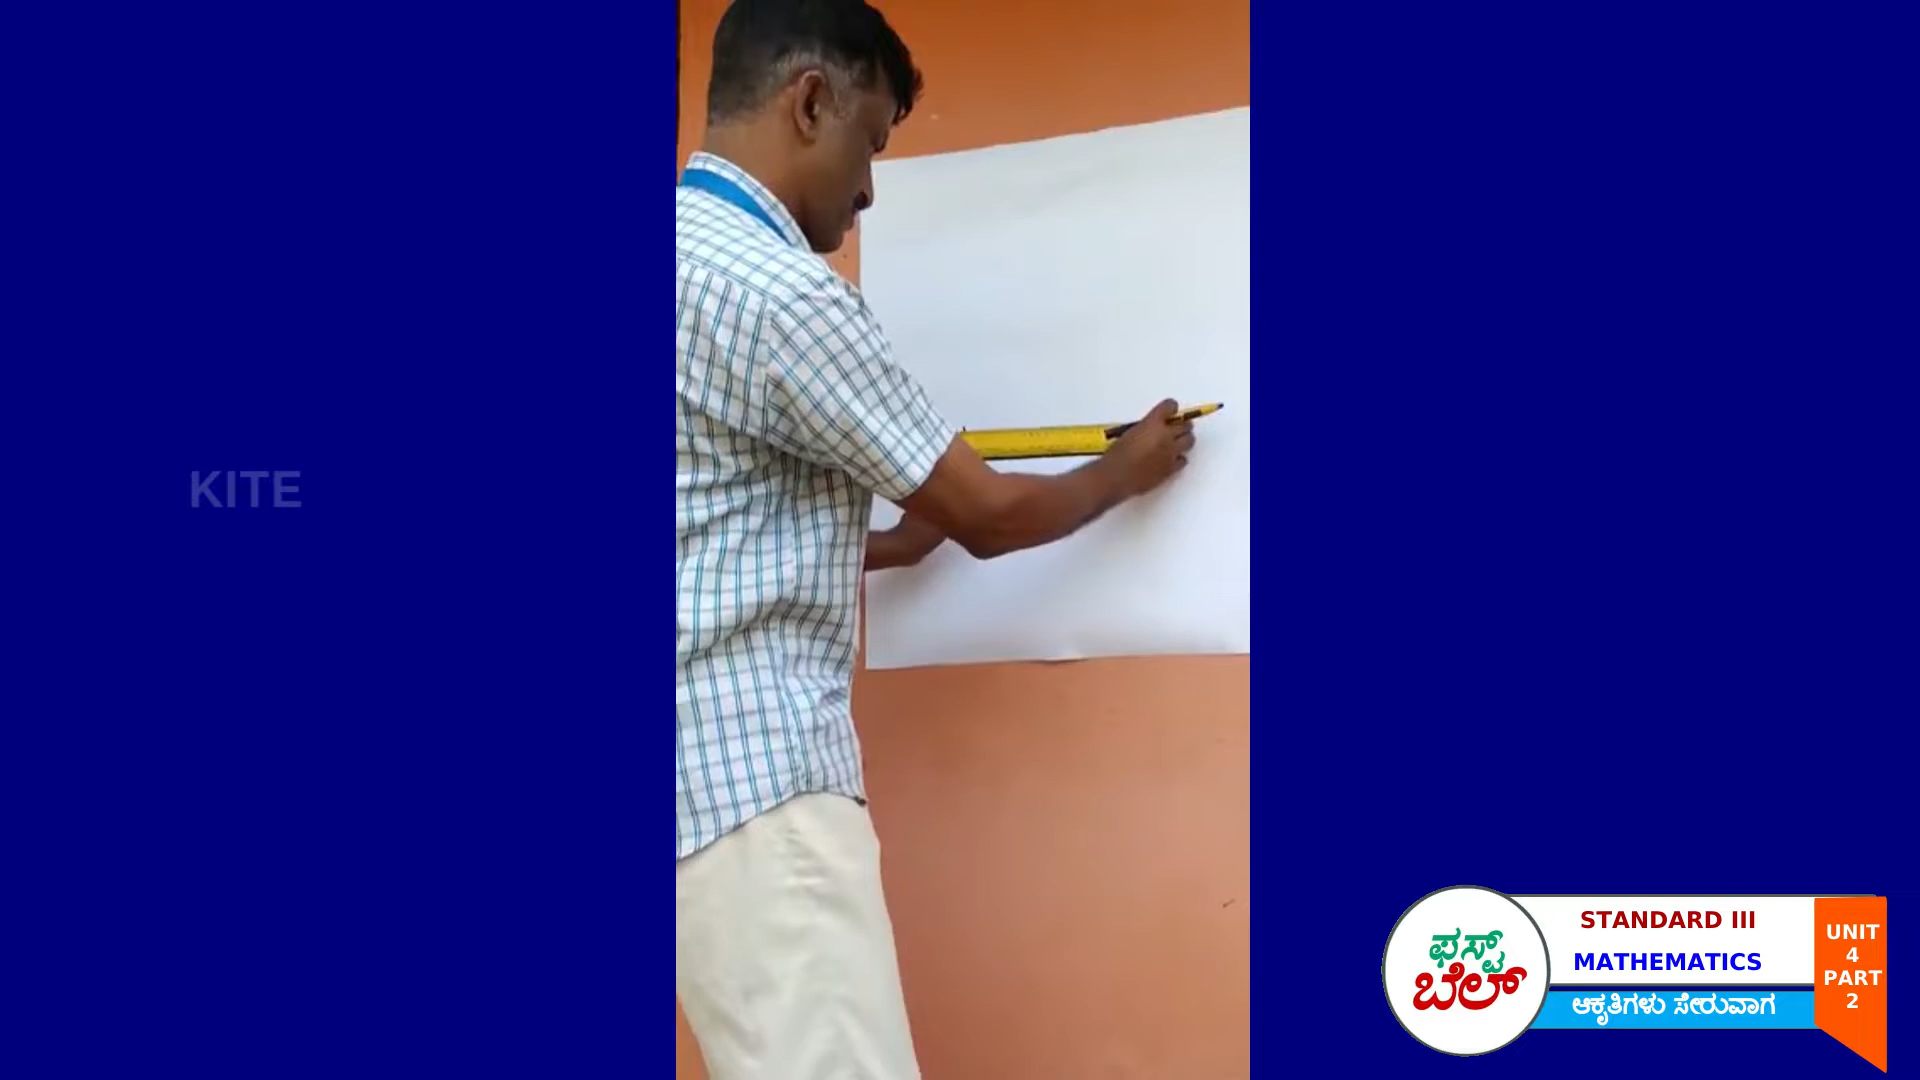 KITE
ಫಸ್ಟ್
ಬೆಲ್
STANDARD III
MATHEMATICS
ಆಕೃತಿಗಳು ಸೇರುವಾಗ
UNIT
4
PART
2